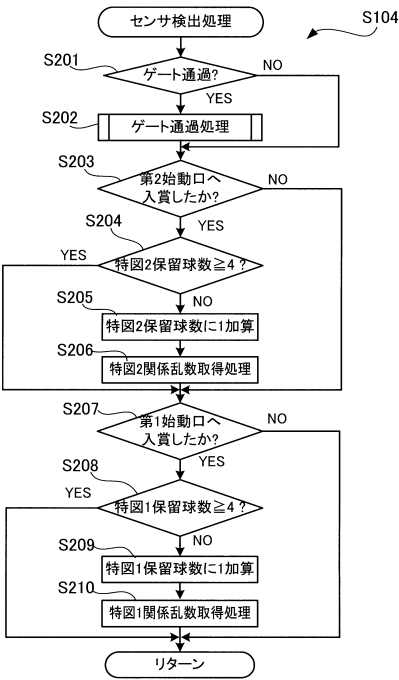 センサ検出処理
S104
S201
ゲート通過?
NO
YES
S202
ゲート通過処理
S203
第2始動口へ
入賞したか?
NO
YES
S204
YES
特図2保留球数≧4?
NO
S205
特図2保留球数に1加算
S206
特図2関係乱数取得処理
S207
第1始動口へ
入賞したか?
NO
YES
S208
YES
特図1保留球数≧4?
NO
S209
特図1保留球数に1加算
S210
特図1関係乱数取得処理
リターン